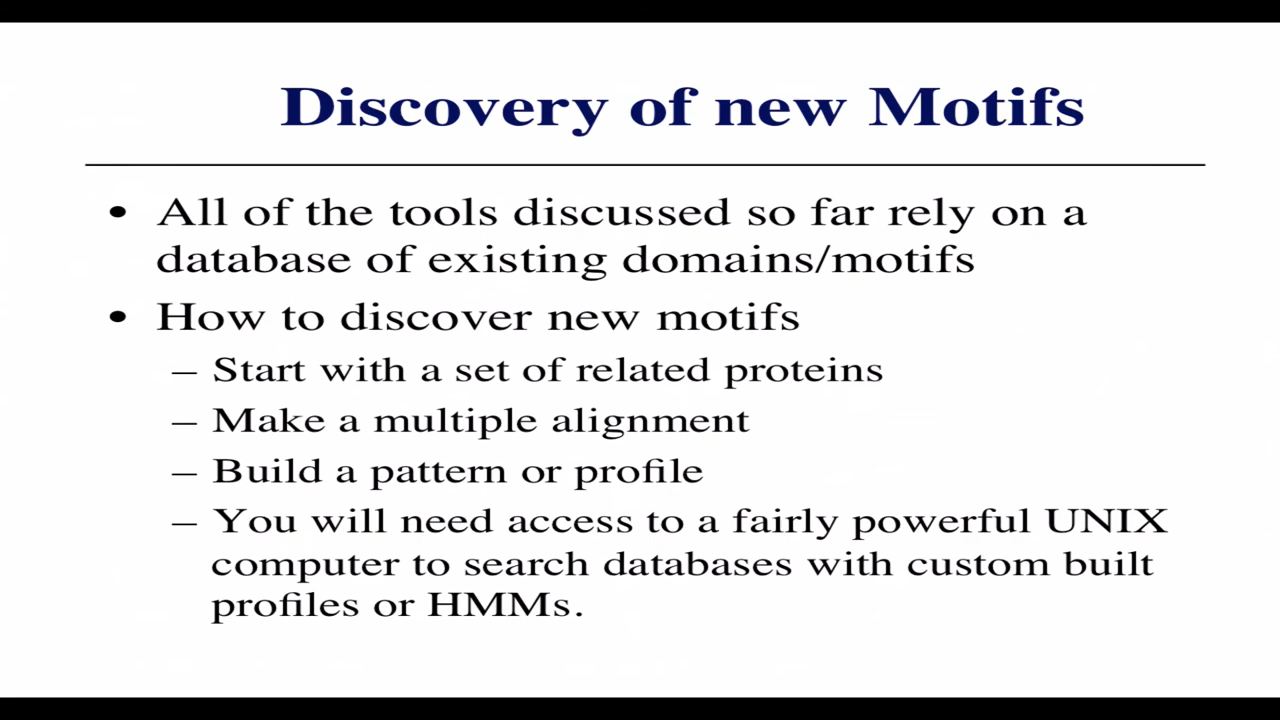 Discovery of new Motifs
• All of the tools discussed so far rely on a
database of existing domains/motifs
• How to discover new motifs
– Start with a set of related proteins
– Make a multiple alignment
– Build a pattern or profile
– You will need access to a fairly powerful UNIX
computer to search databases with custom built
profiles or HMMs.